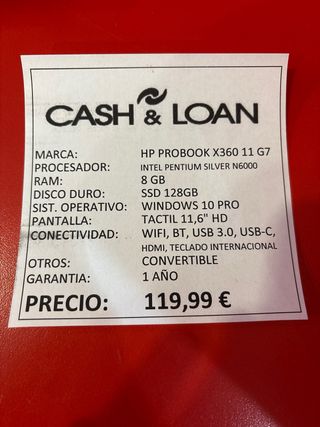 CASH & LOAN
MARCA: HP PROBOOK X360 11 G7
PROCESADOR: INTEL PENTIUM SILVER N6000
RAM: 8 GB
DISCO DURO: SSD 128GB
SIST. OPERATIVO: WINDOWS 10 PRO
PANTALLA: TACTIL 11,6" HD
CONECTIVIDAD: WIFI, BT, USB 3.0, USB-C,
HDMI, TECLADO INTERNACIONAL
OTROS: CONVERTIBLE
GARANTIA: 1 AÑO
PRECIO: 119,99 €